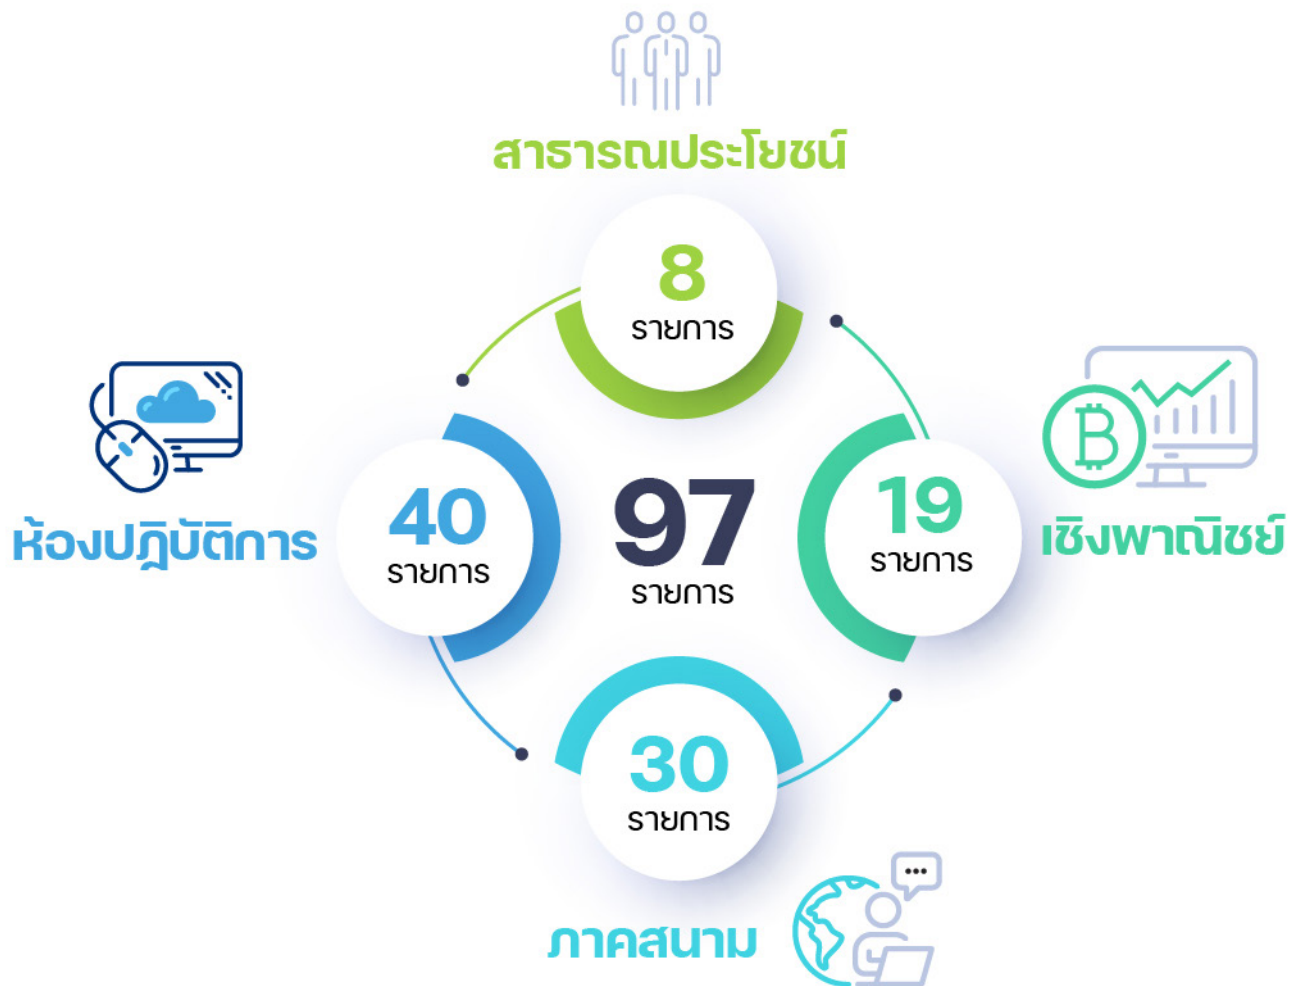 สาธารณประโยชน์
8
รายการ
ห้องปฏิบัติการ
40
รายการ
97
รายการ
19
รายการ
เชิงพาณิชย์
30
รายการ
ภาคสนาม